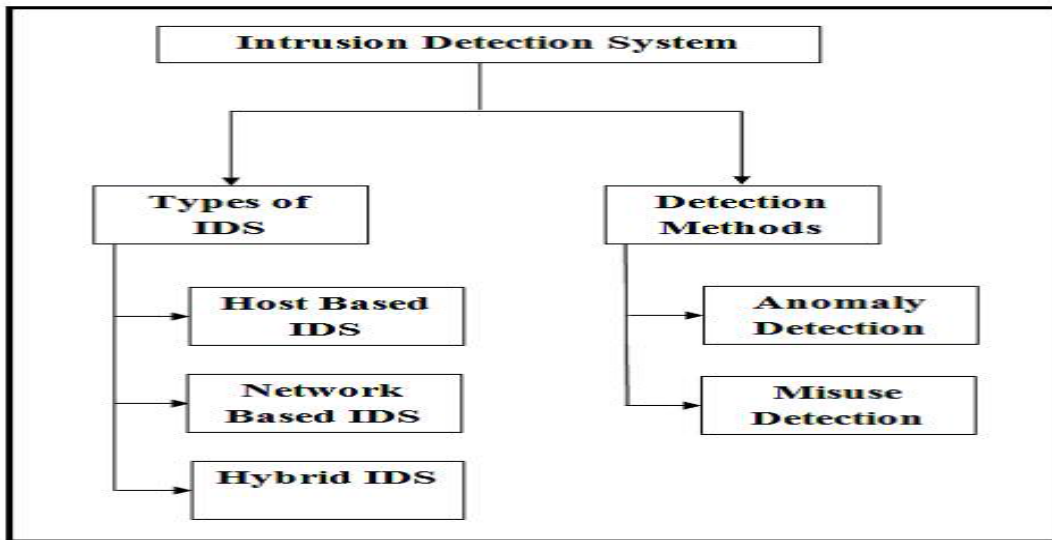 Intrusion Detection System
Types of
IDS
Host Based
IDS
Network
Based IDS
Hybrid IDS
Detection
Methods
Anomaly
Detection
Misuse
Detection